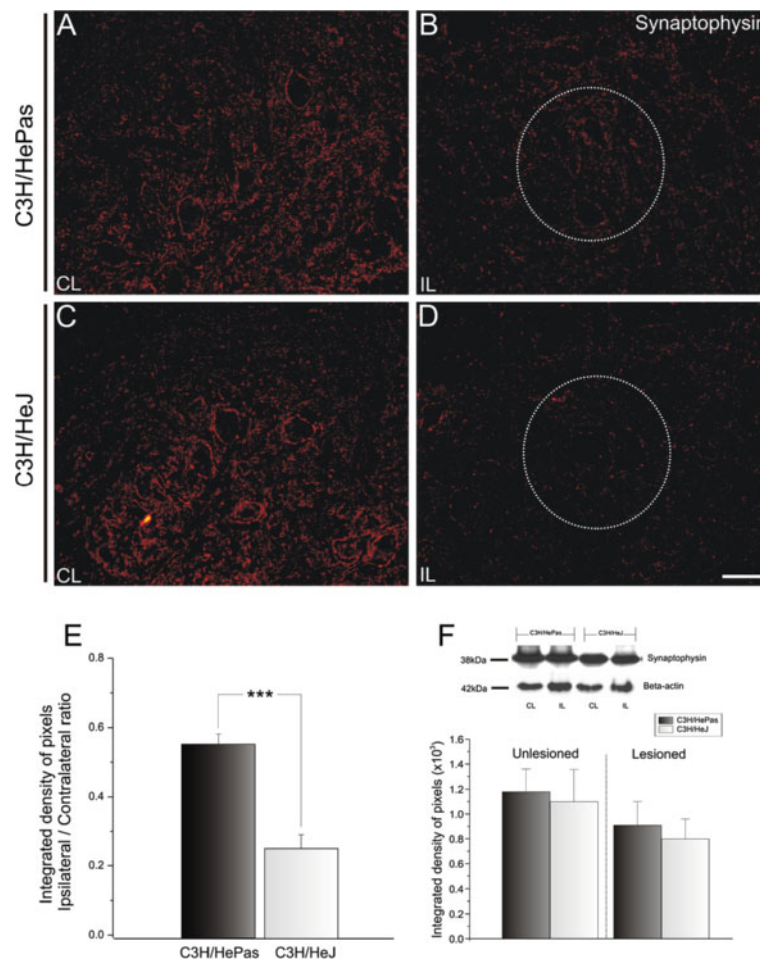 A
B
Synaptophysin
C3H/HePas
CL
IL
C
D
C3H/HeJ
CL
IL
E
Integrated density of pixels
Ipsilateral / Contralateral ratio
0.8
0.6
0.4
0.2
0.0
***
C3H/HePas
C3H/HeJ
F
C3H/HePas
C3H/HeJ
38kDa
Synaptophysin
42kDa
Beta-actin
CL
IL
CL
IL
C3H/HePas
C3H/HeJ
Integrated density of pixels (x10³)
1.6
1.4
1.2
1.0
0.8
0.6
0.4
0.2
0.0
Unlesioned
Lesioned